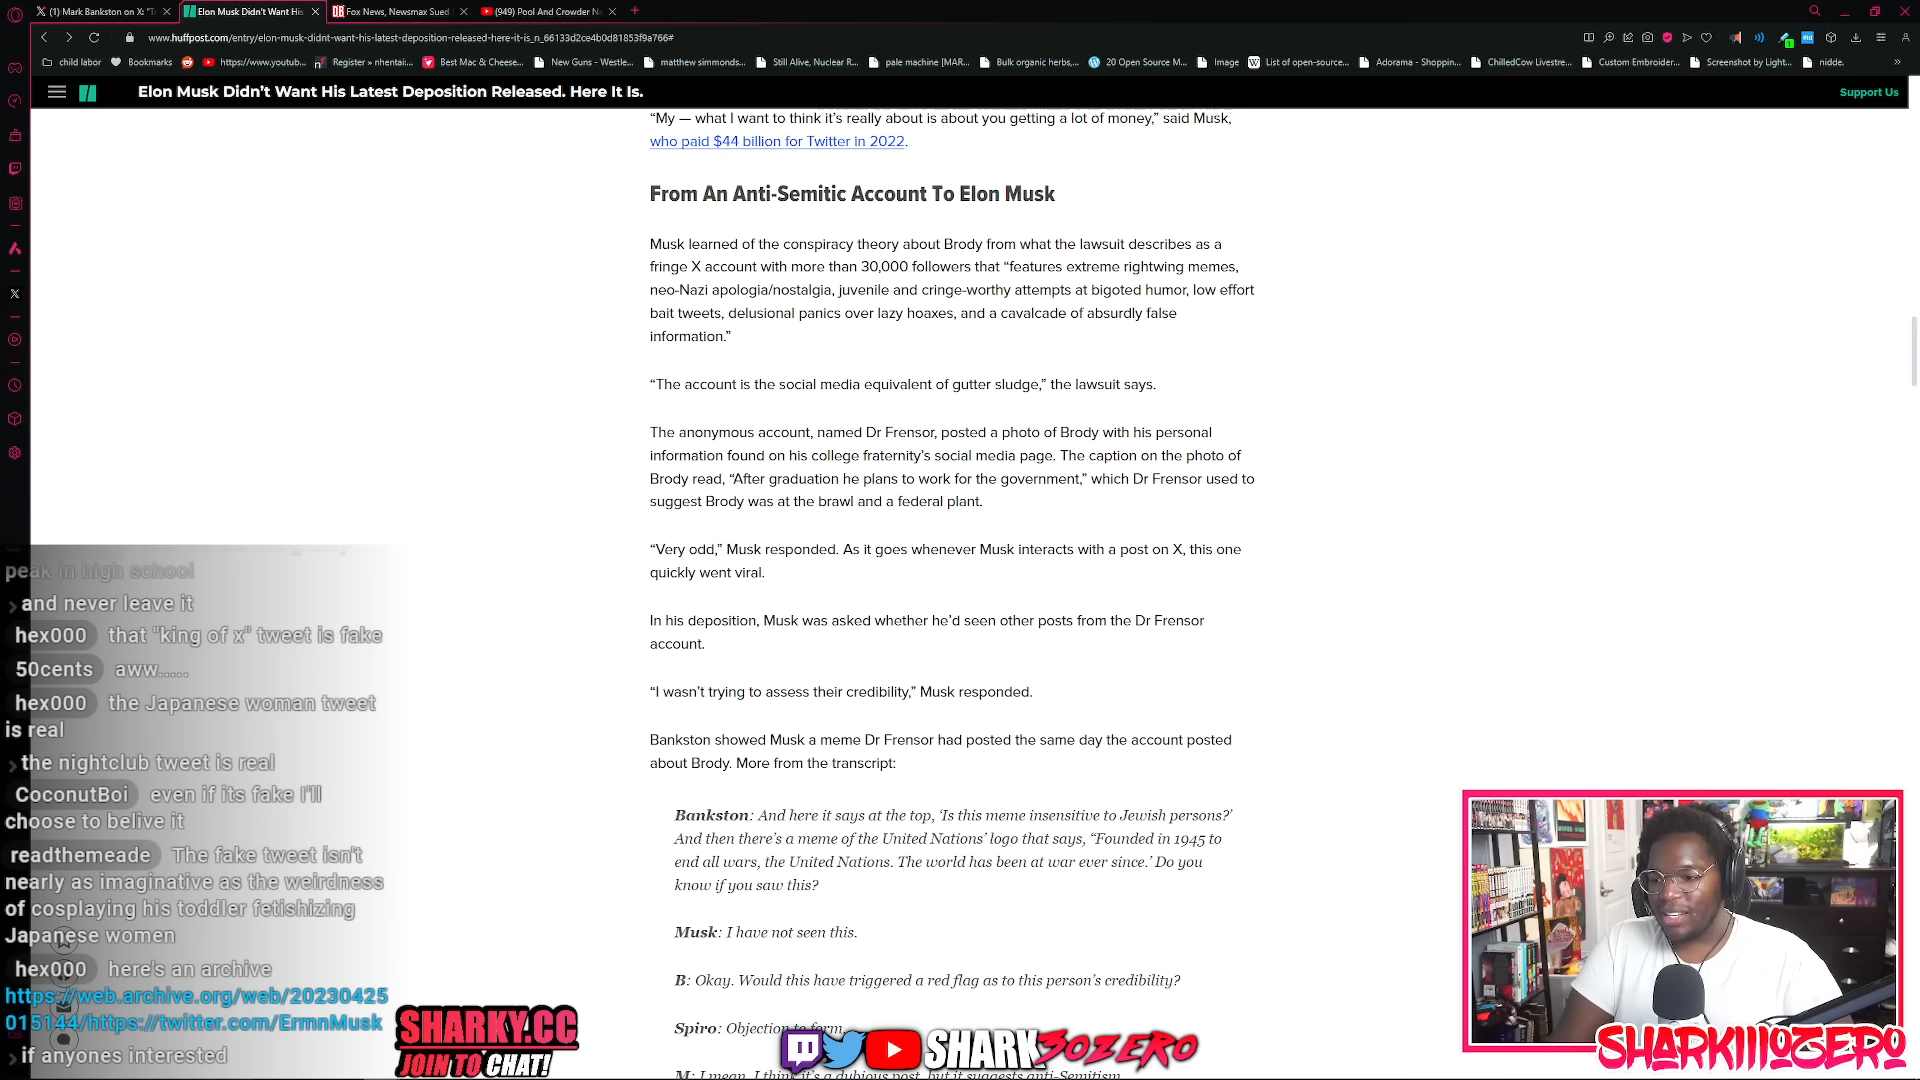 (1) Mark Bankston on X: "T
Elon Musk Didn't Want His
Fox News, Newsmax Sued
(949) Pool And Crowder Na
www.huffpost.com/entry/elon-musk-didnt-want-his-latest-deposition-released-here-it-is_n_66133d2ce4b0d81853f9a766#
child labor
Bookmarks
https://www.youtub...
Register » nhentai:...
Best Mac & Cheese...
New Guns - Westle...
matthew simmonds...
Still Alive, Nuclear R...
pale machine [MAR...
Bulk organic herbs,...
20 Open Source M...
Image
List of open-source...
Adorama - Shoppin...
ChilledCow Livestre...
Custom Embroider...
Screenshot by Light...
nidde.
Elon Musk Didn't Want His Latest Deposition Released. Here It Is.
Support Us
“My — what I want to think it's really about is about you getting a lot of money,” said Musk,
who paid $44 billion for Twitter in 2022.
From An Anti-Semitic Account To Elon Musk
Musk learned of the conspiracy theory about Brody from what the lawsuit describes as a
fringe X account with more than 30,000 followers that “features extreme rightwing memes,
neo-Nazi apologia/nostalgia, juvenile and cringe-worthy attempts at bigoted humor, low effort
bait tweets, delusional panics over lazy hoaxes, and a cavalcade of absurdly false
information.”
“The account is the social media equivalent of gutter sludge,” the lawsuit says.
The anonymous account, named Dr Frensor, posted a photo of Brody with his personal
information found on his college fraternity's social media page. The caption on the photo of
Brody read, “After graduation he plans to work for the government,” which Dr Frensor used to
suggest Brody was at the brawl and a federal plant.
“Very odd,” Musk responded. As it goes whenever Musk interacts with a post on X, this one
quickly went viral.
In his deposition, Musk was asked whether he'd seen other posts from the Dr Frensor
account.
“I wasn't trying to assess their credibility,” Musk responded.
Bankston showed Musk a meme Dr Frensor had posted the same day the account posted
about Brody. More from the transcript:
Bankston: And here it says at the top, ‘Is this meme insensitive to Jewish persons?’
And then there's a meme of the United Nations' logo that says, “Founded in 1945 to
end all wars, the United Nations. The world has been at war ever since.’ Do you
know if you saw this?
Musk: I have not seen this.
B: Okay. Would this have triggered a red flag as to this person's credibility?
Spiro: Objection to form.
M: I mean, I think it's a dubious post, but it suggests anti-Semitism
peak in high school
and never leave it
hex000 that "king of x" tweet is fake
50cents aww.....
hex000 the Japanese woman tweet
is real
the nightclub tweet is real
CoconutBoi even if its fake I'll
choose to belive it
readthemeade The fake tweet isn't
nearly as imaginative as the weirdness
of cosplaying his toddler fetishizing
Japanese women
hex000 here's an archive
https://web.archive.org/web/20230425
015144/https://twitter.com/ErmnMusk
if anyones interested
SHARKY.CC
JOIN TO CHAT!
SHARK3OZERO
SHARKIIIOZERO